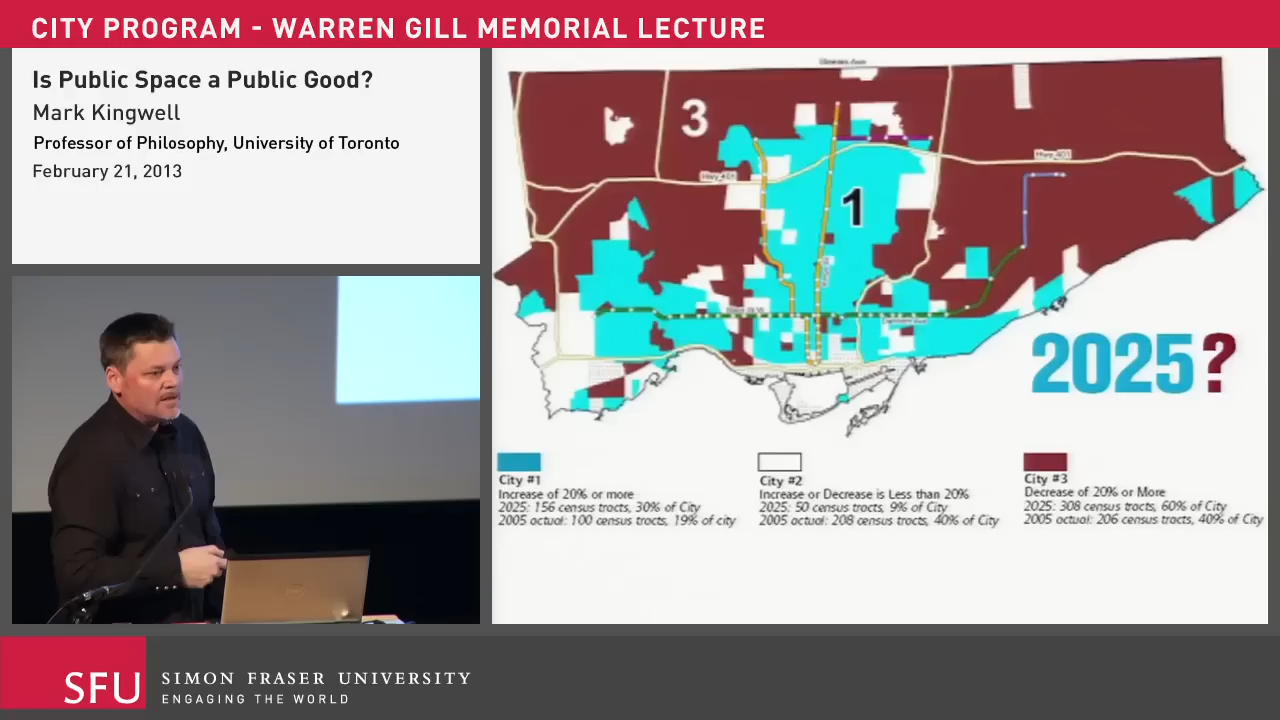 CITY PROGRAM - WARREN GILL MEMORIAL LECTURE
Is Public Space a Public Good?
Mark Kingwell
Professor of Philosophy, University of Toronto
February 21, 2013
3
Hwy 401
Hwy 401
1
2025?
City #1
Increase of 20% or more
2025: 156 census tracts, 30% of City
2005 actual: 100 census tracts, 19% of city
City #2
Increase or Decrease is Less than 20%
2025: 50 census tracts, 9% of City
2005 actual: 208 census tracts, 40% of City
City #3
Decrease of 20% or More
2025: 308 census tracts, 60% of City
2005 actual: 206 census tracts, 40% of City
SFU
SIMON FRASER UNIVERSITY
ENGAGING THE WORLD